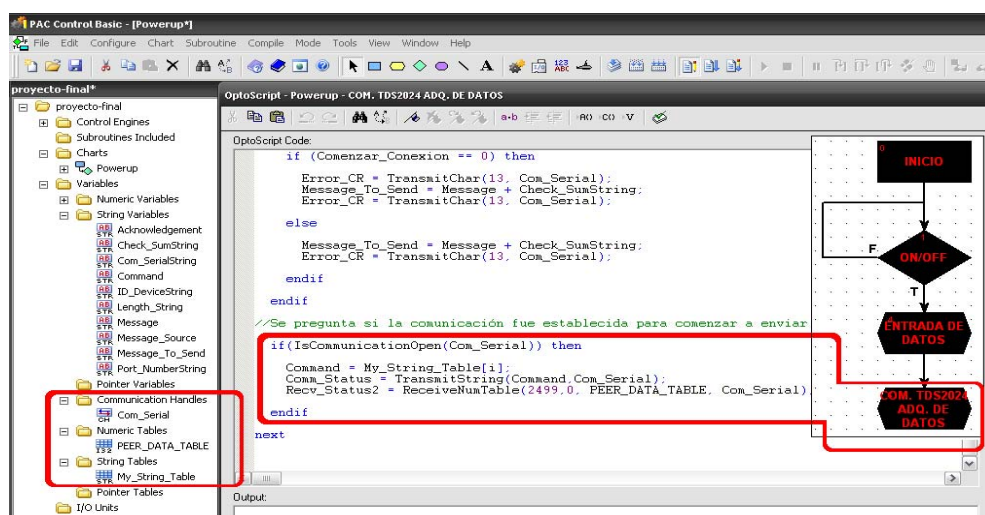 PAC Control Basic - [Powerup*]
File Edit Configure Chart Subroutine Compile Mode Tools View Window Help
proyecto-final*
proyecto-final
Control Engines
Subroutines Included
Charts
Powerup
Variables
Numeric Variables
String Variables
Acknowledgement
Check_SumString
Com_SerialString
Command
ID_DeviceString
Length_String
Message
Message_Source
Message_To_Send
Port_NumberString
Pointer Variables
Communication Handles
Com_Serial
Numeric Tables
PEER_DATA_TABLE
String Tables
My_String_Table
Pointer Tables
I/O Units
OptoScript - Powerup - COM. TDS2024 ADQ. DE DATOS
OptoScript Code:
if (Comenzar_Conexion == 0) then
Error_CR = TransmitChar(13, Com_Serial);
Message_To_Send = Message + Check_SumString;
Error_CR = TransmitChar(13, Com_Serial);
else
Message_To_Send = Message + Check_SumString;
Error_CR = TransmitChar(13, Com_Serial);
endif
endif
//Se pregunta si la comunicación fue establecida para comenzar a enviar
if(IsCommunicationOpen(Com_Serial)) then
Command = My_String_Table[i];
Comm_Status = TransmitString(Command,Com_Serial);
Recv_Status2 = ReceiveNumTable(2499,0, PEER_DATA_TABLE, Com_Serial)
endif
next
Output:
0
INICIO
1
ON/OFF
F
T
ENTRADA DE
DATOS
COM. TDS2024
ADQ. DE
DATOS